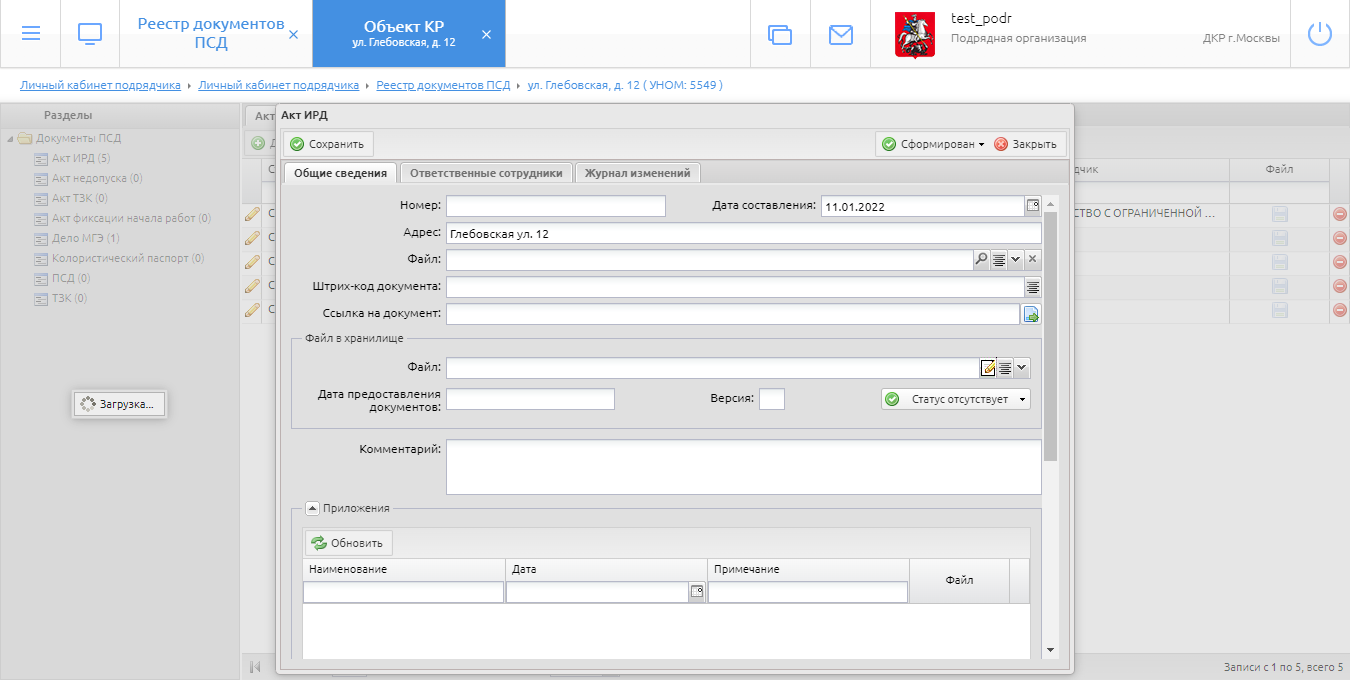 Реестр документов
ПСД
Объект КР
ул. Глебовская, д. 12
test_podr
Подрядная организация
ДКР г.Москвы
Личный кабинет подрядчика
Личный кабинет подрядчика
Реестр документов ПСД
ул. Глебовская, д. 12 ( УНОМ: 5549 )
Разделы
Документы ПСД
Акт ИРД (5)
Акт недопуска (0)
Акт ТЗК (0)
Акт фиксации начала работ (0)
Дело МГЭ (1)
Колористический паспорт (0)
ПСД (0)
ТЗК (0)
Загрузка...
Акт
Акт ИРД
Сохранить
Сформирован
Закрыть
Общие сведения
Ответственные сотрудники
Журнал изменений
Номер:
Дата составления: 11.01.2022
Адрес: Глебовская ул. 12
Файл:
Штрих-код документа:
Ссылка на документ:
Файл в хранилище
Файл:
Дата предоставления
документов:
Версия:
Статус отсутствует
Комментарий:
Приложения
Обновить
Наименование
Дата
Примечание
Файл
дчик
Файл
СТВО С ОГРАНИЧЕННОЙ ...
Записи с 1 по 5, всего 5